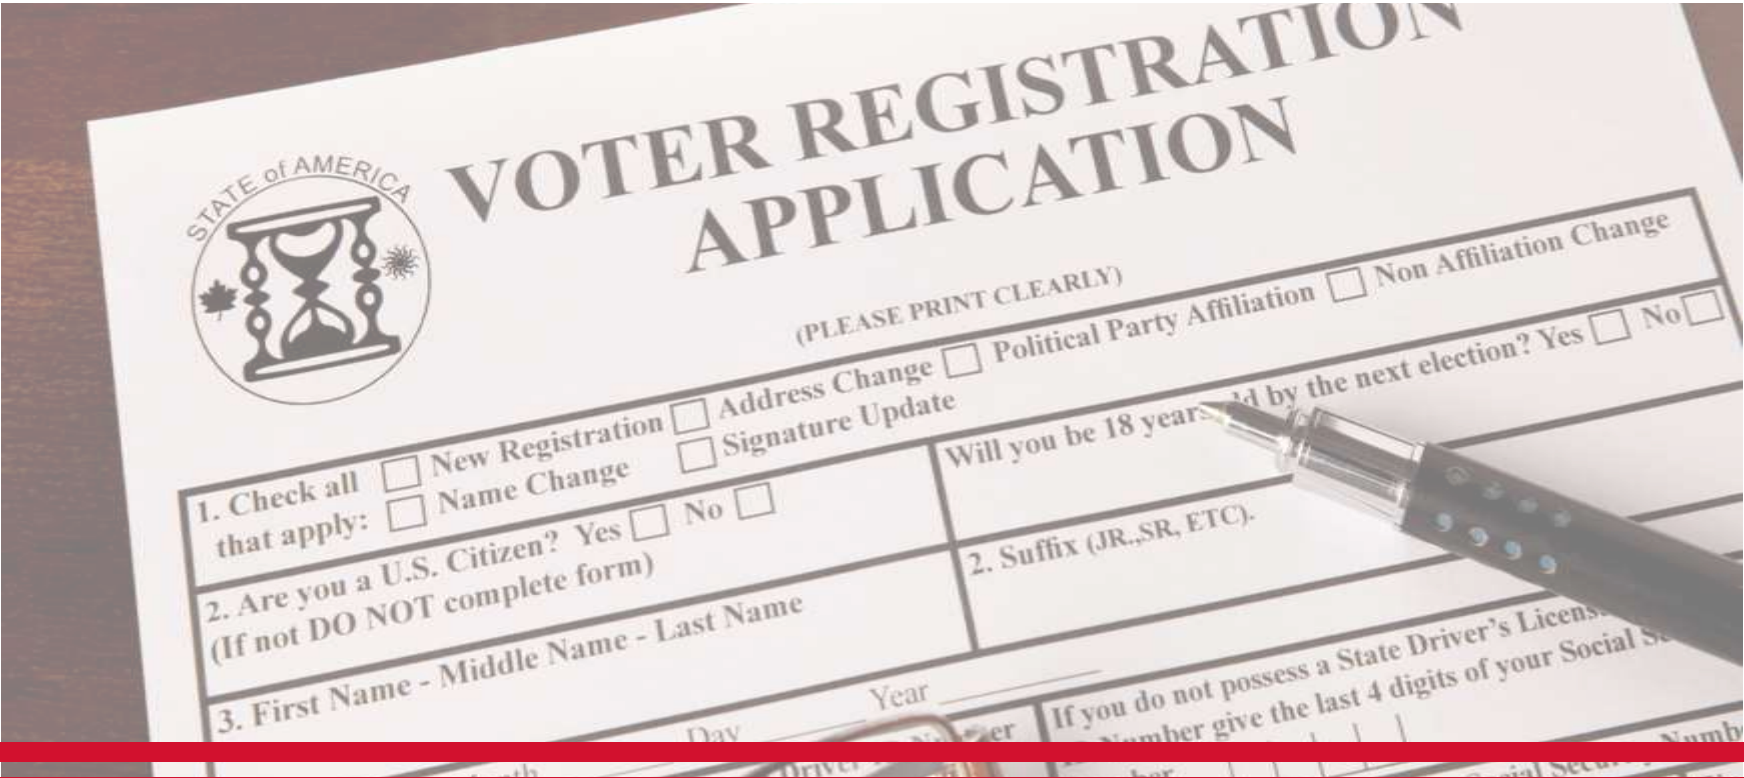 STATE of AMERICA
VOTER REGISTRATION
APPLICATION
(PLEASE PRINT CLEARLY)
1. Check all
that apply:
New Registration
Address Change
Political Party Affiliation
Non Affiliation Change
Name Change
Signature Update
2. Are you a U.S. Citizen? Yes No
(If not DO NOT complete form)
Will you be 18 years by the next election? Yes No
3. First Name - Middle Name - Last Name
2. Suffix (JR.,SR, ETC).
Day Year
If you do not possess a State Driver's
give the last 4 digits of your Social